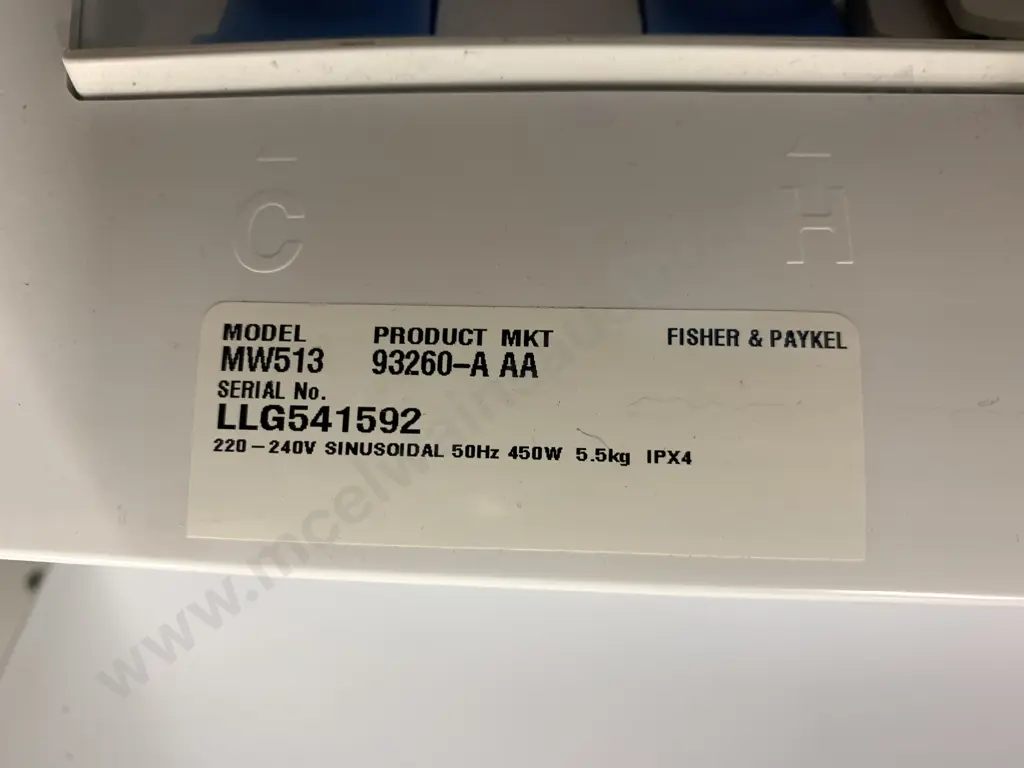 C
H
MODEL PRODUCT MKT FISHER & PAYKEL
MW513 93260-A AA
SERIAL No.
LLG541592
220-240V SINUSOIDAL 50Hz 450W 5.5kg IPX4